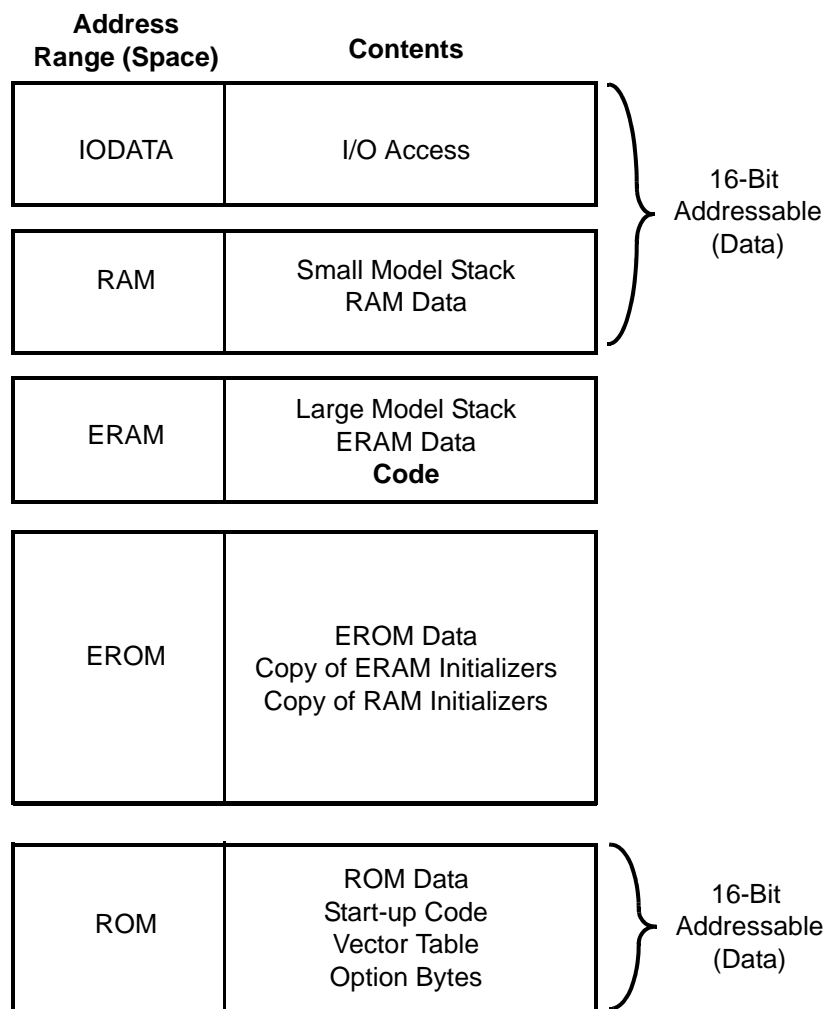 Address
Range (Space)
Contents
IODATA
I/O Access
16-Bit
Addressable
(Data)
RAM
Small Model Stack
RAM Data
ERAM
Large Model Stack
ERAM Data
Code
EROM
EROM Data
Copy of ERAM Initializers
Copy of RAM Initializers
ROM
ROM Data
Start-up Code
Vector Table
Option Bytes
16-Bit
Addressable
(Data)